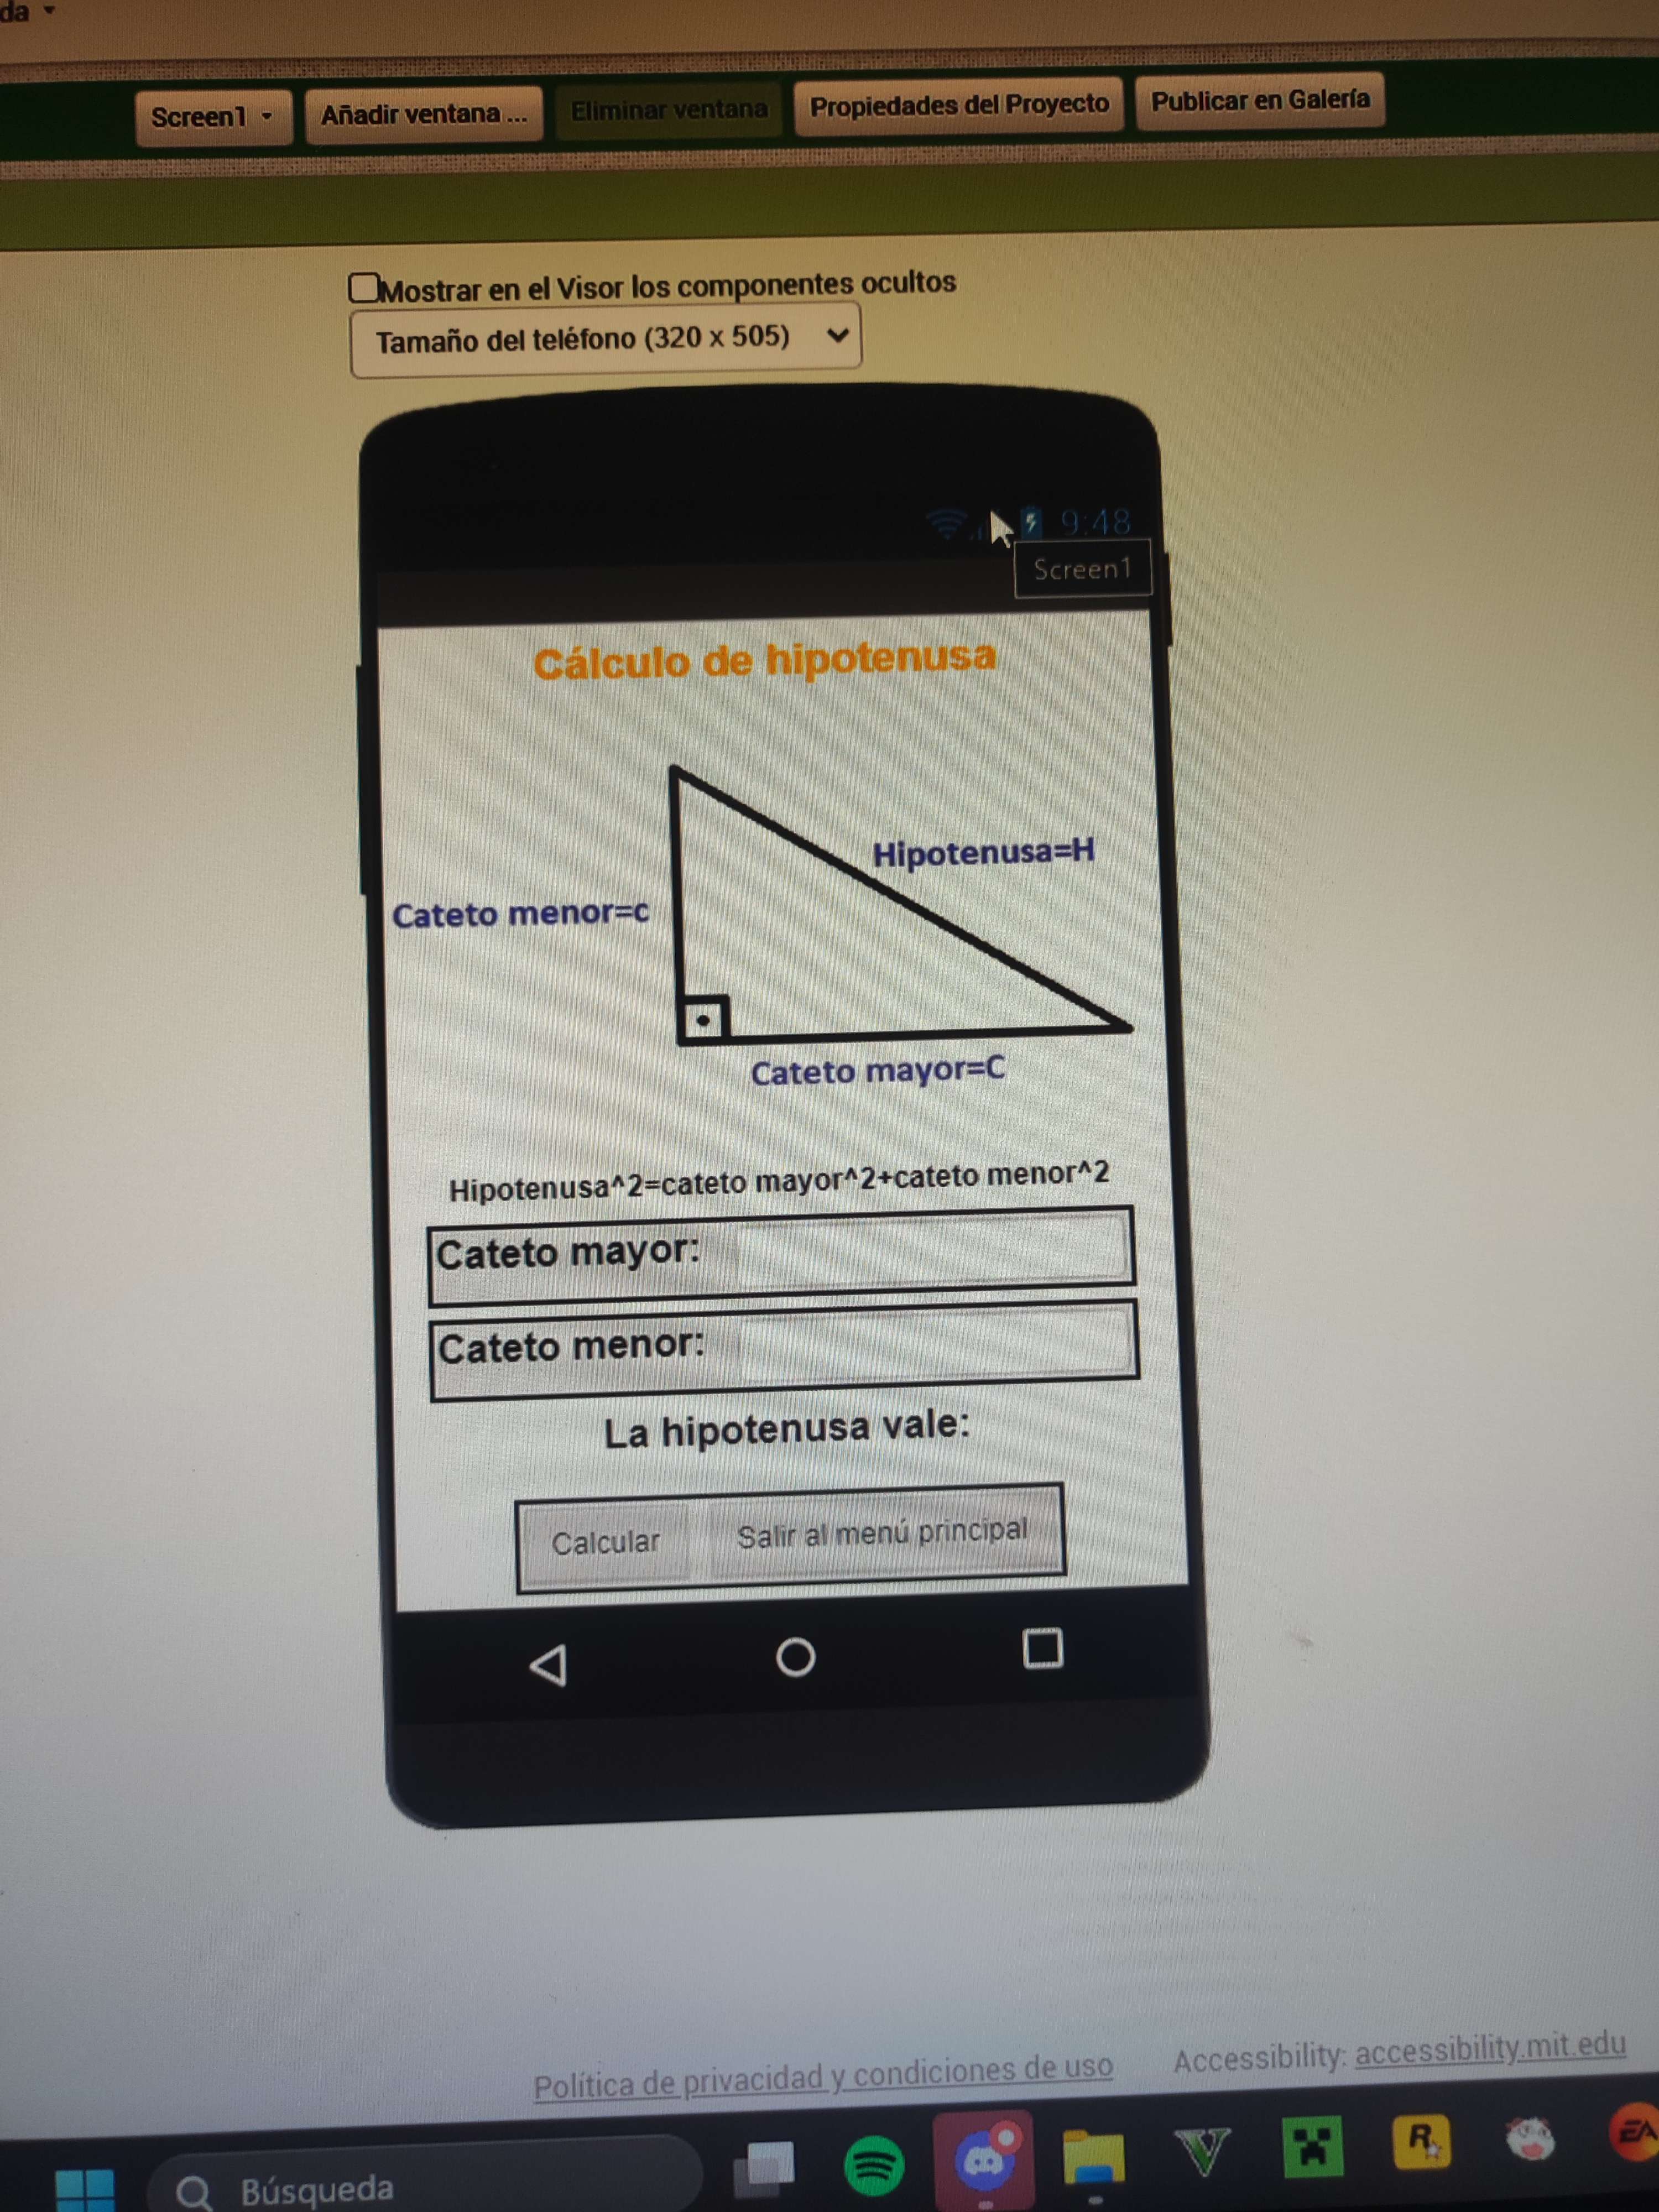 da
Screen1
Añadir ventana ...
Eliminar ventana
Propiedades del Proyecto
Publicar en Galería
Mostrar en el Visor los componentes ocultos
Tamaño del teléfono (320 x 505)
9:48
Screen1
Cálculo de hipotenusa
Hipotenusa=H
Cateto menor=c
Cateto mayor=C
Hipotenusa^2=cateto mayor^2+cateto menor^2
Cateto mayor:
Cateto menor:
La hipotenusa vale:
Calcular
Salir al menú principal
Política de privacidad y condiciones de uso
Accessibility: accessibility.mit.edu
Búsqueda
V
R
EA